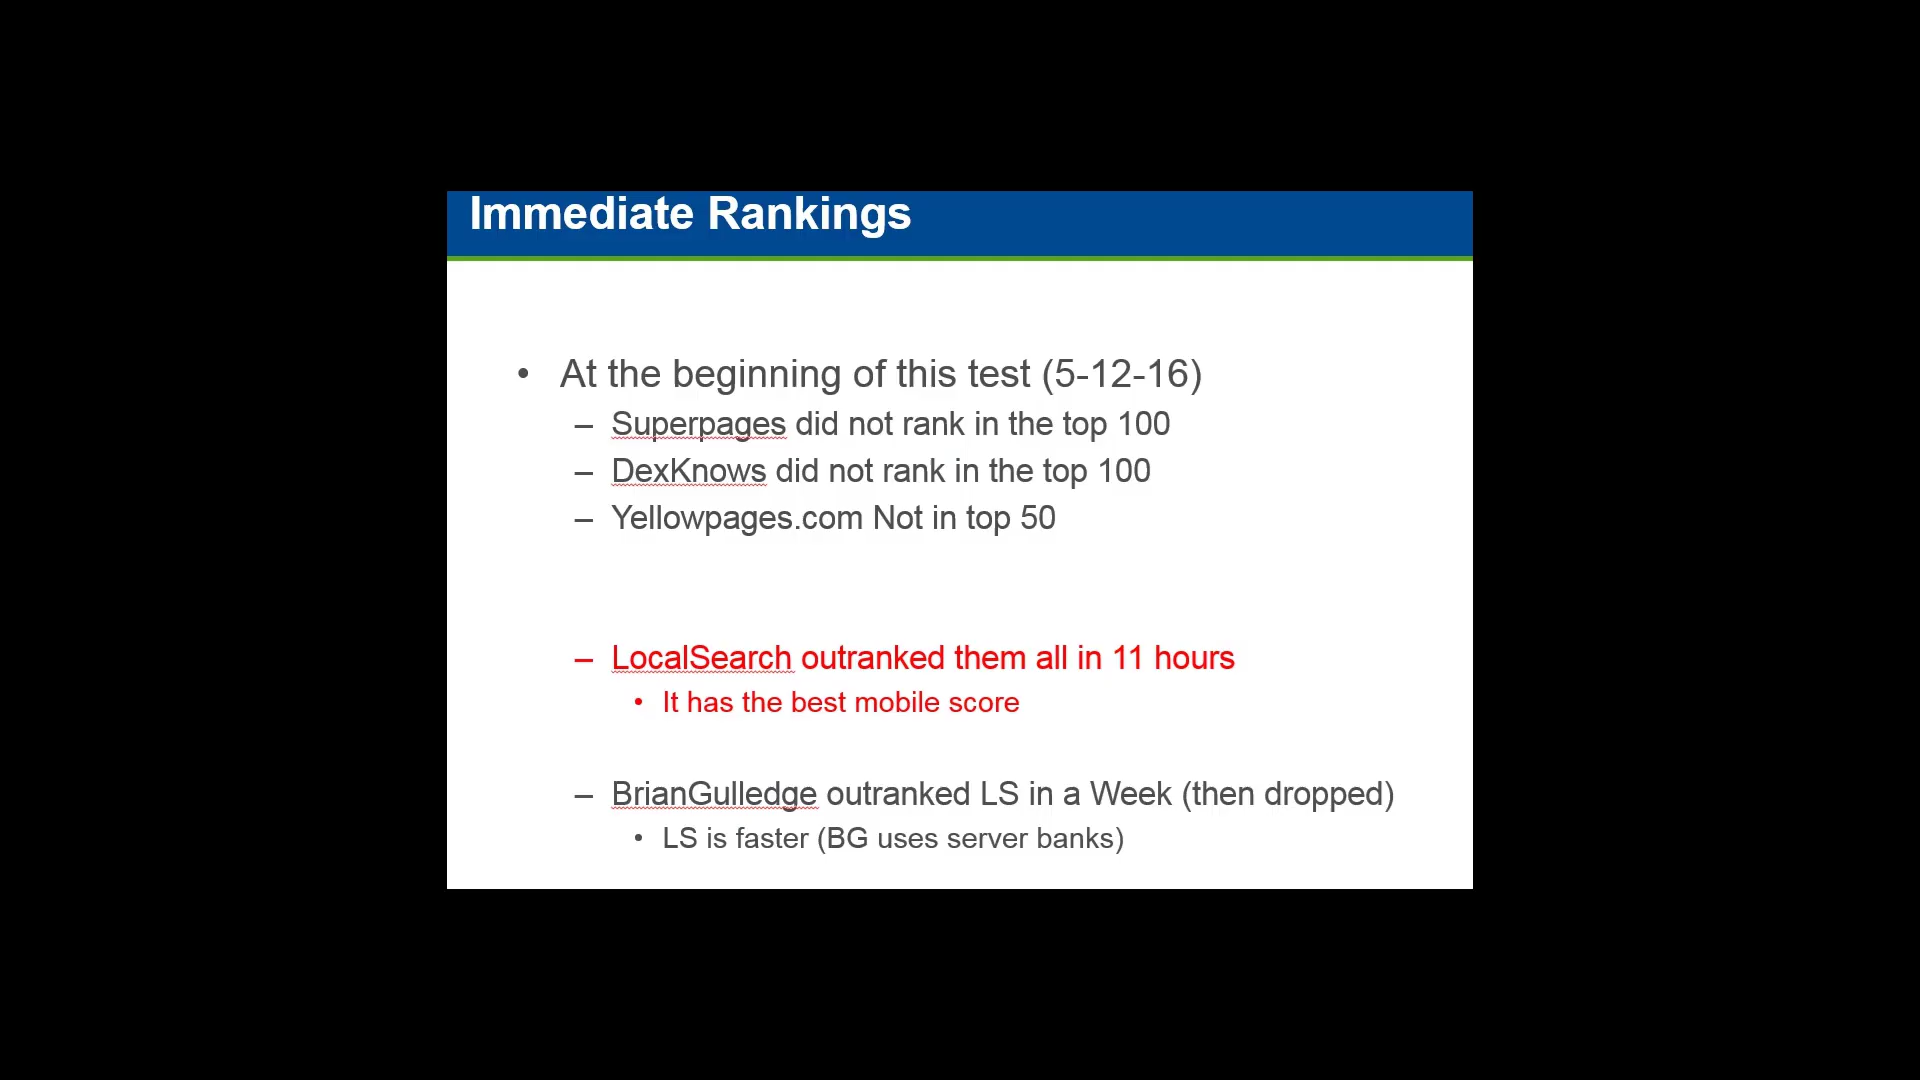 Immediate Rankings
• At the beginning of this test (5-12-16)
– Superpages did not rank in the top 100
– DexKnows did not rank in the top 100
– Yellowpages.com Not in top 50
– LocalSearch outranked them all in 11 hours
• It has the best mobile score
– BrianGulledge outranked LS in a Week (then dropped)
• LS is faster (BG uses server banks)